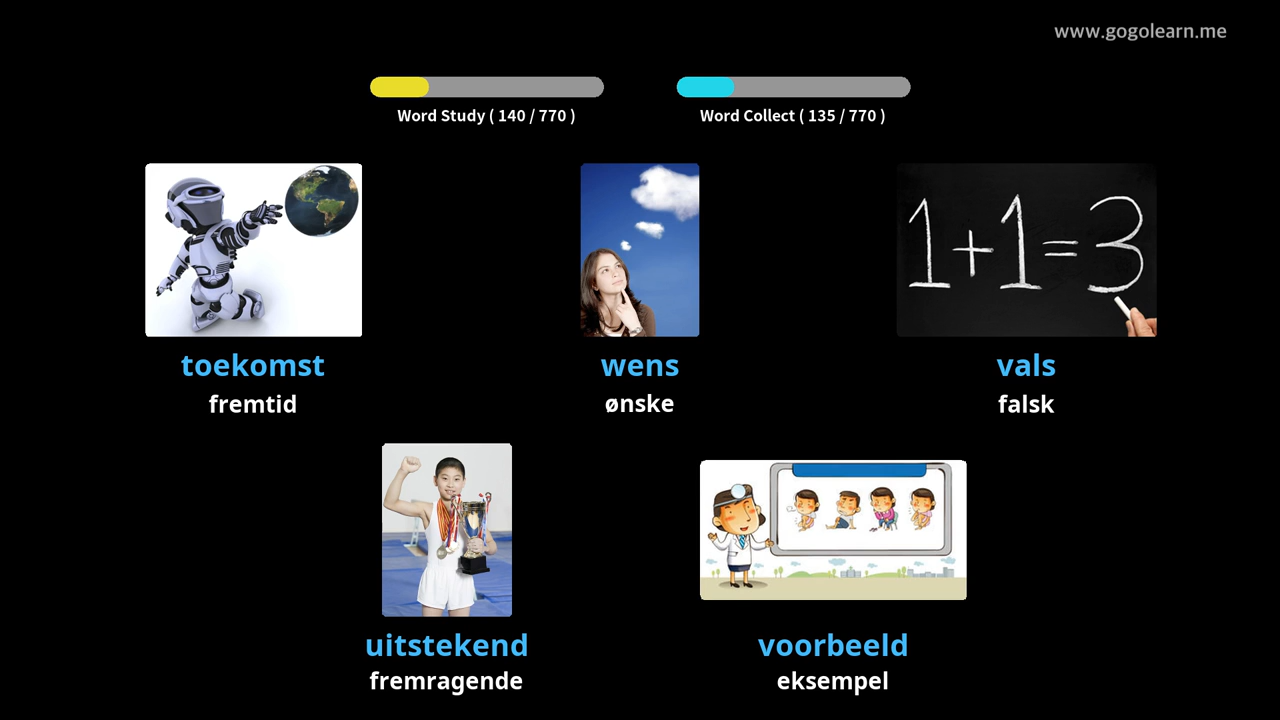 www.gogolearn.me
Word Study ( 140 / 770 )
Word Collect ( 135 / 770 )
1+1=3
toekomst
fremtid
wens
ønske
vals
falsk
uitstekend
fremragende
voorbeeld
eksempel